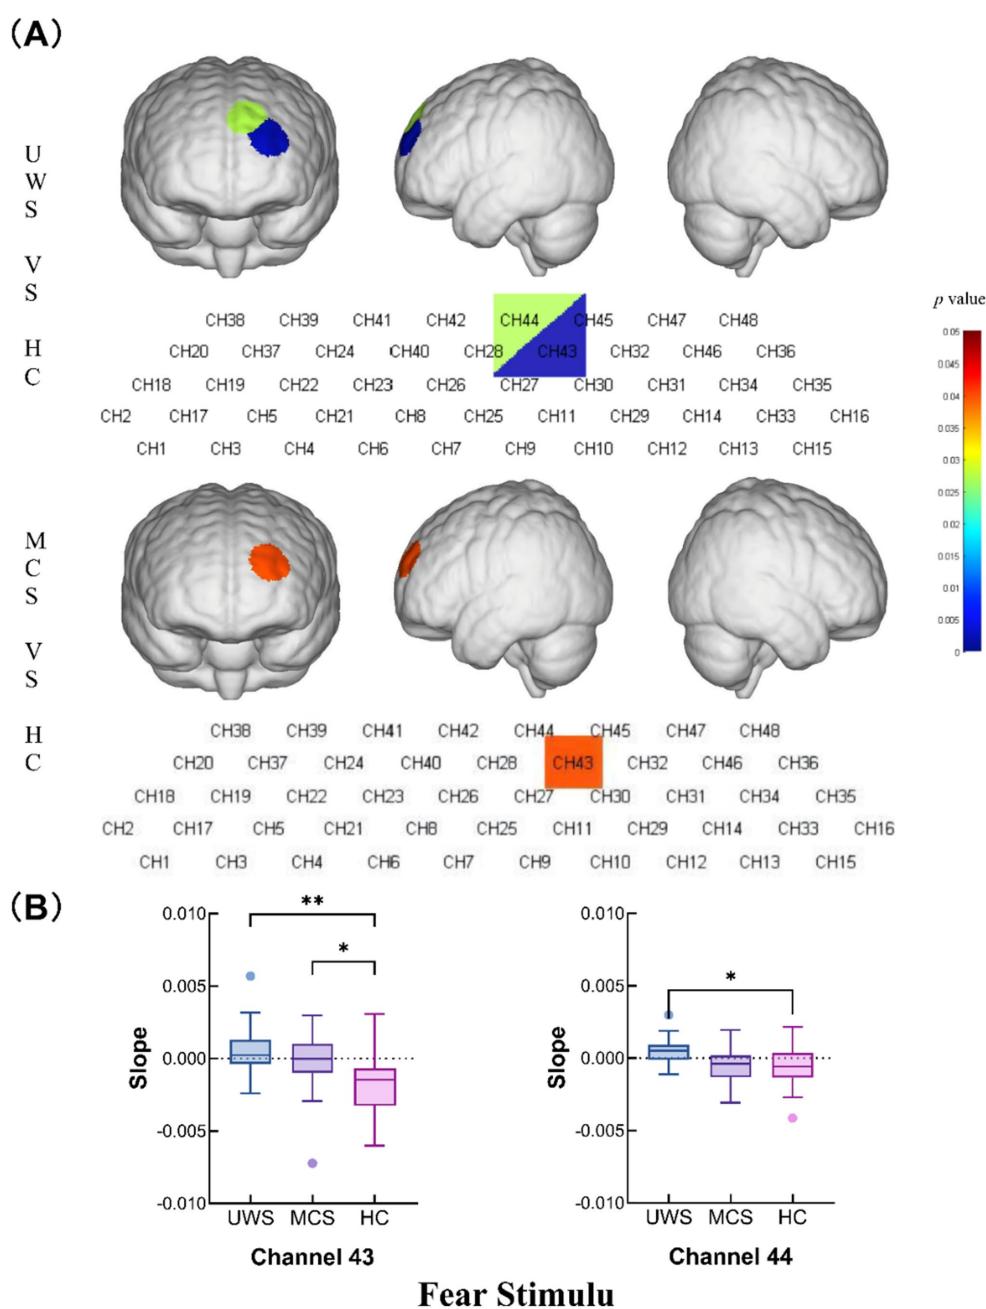 (A)
U
W
S
V
S
H
C
p value
0.05
0.045
0.04
0.035
0.03
0.025
0.02
0.015
0.01
0.005
0
CH38 CH39 CH41 CH42 CH44 CH45 CH47 CH48
CH20 CH37 CH24 CH40 CH28 CH43 CH32 CH46 CH36
CH18 CH19 CH22 CH23 CH26 CH27 CH30 CH31 CH34 CH35
CH2 CH17 CH5 CH21 CH8 CH25 CH11 CH29 CH14 CH33 CH16
CH1 CH3 CH4 CH6 CH7 CH9 CH10 CH12 CH13 CH15
M
C
S
V
S
H
C
CH38 CH39 CH41 CH42 CH44 CH45 CH47 CH48
CH20 CH37 CH24 CH40 CH28 CH43 CH32 CH46 CH36
CH18 CH19 CH22 CH23 CH26 CH27 CH30 CH31 CH34 CH35
CH2 CH17 CH5 CH21 CH8 CH25 CH11 CH29 CH14 CH33 CH16
CH1 CH3 CH4 CH6 CH7 CH9 CH10 CH12 CH13 CH15
(B)
Slope
0.010
0.005
0.000
-0.005
-0.010
**
*
UWS MCS HC
Channel 43
Slope
0.010
0.005
0.000
-0.005
-0.010
*
UWS MCS HC
Channel 44
Fear Stimulu